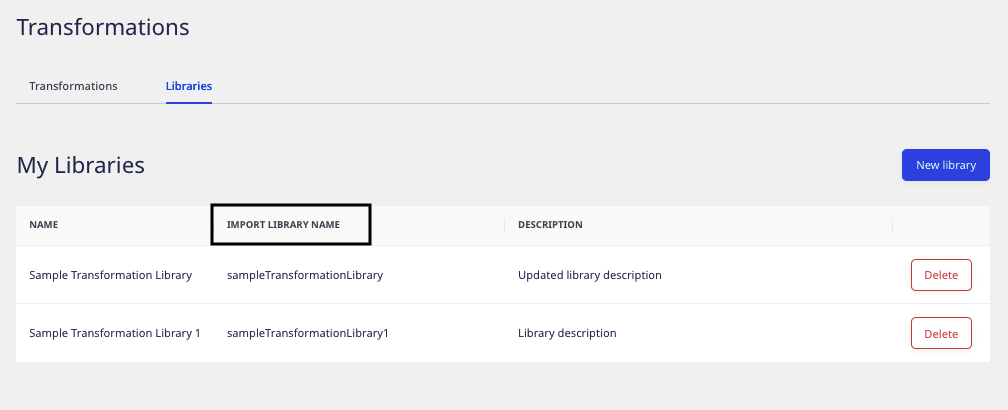 Transformations
Transformations Libraries
My Libraries New library
NAME IMPORT LIBRARY NAME DESCRIPTION
Sample Transformation Library sampleTransformationLibrary Updated library description Delete
Sample Transformation Library 1 sampleTransformationLibrary1 Library description Delete